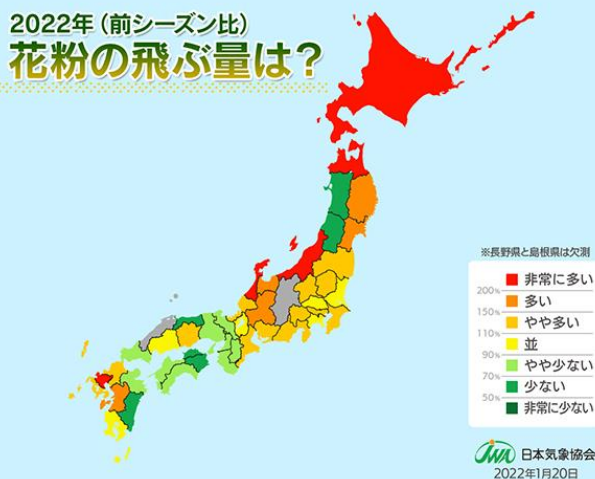 2022年（前シーズン比）
花粉の飛ぶ量は？
※長野県と島根県は欠測
非常に多い
200%
多い
150%
やや多い
110%
並
90%
やや少ない
70%
少ない
50%
非常に少ない
JWA 日本気象協会
2022年1月20日